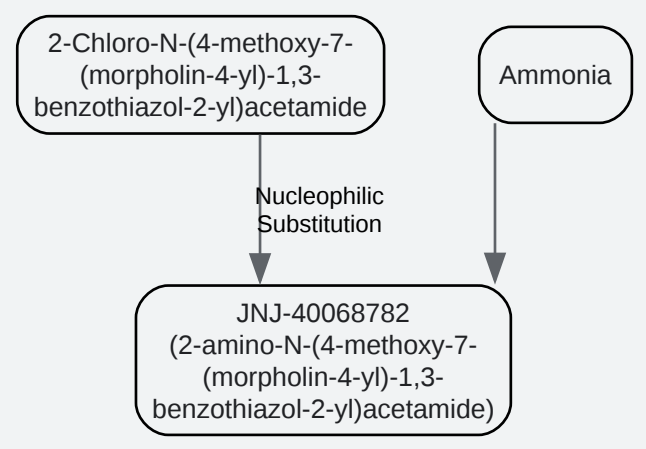 2-Chloro-N-(4-methoxy-7-
(morpholin-4-yl)-1,3-
benzothiazol-2-yl)acetamide
Ammonia
Nucleophilic
Substitution
JNJ-40068782
(2-amino-N-(4-methoxy-7-
(morpholin-4-yl)-1,3-
benzothiazol-2-yl)acetamide)